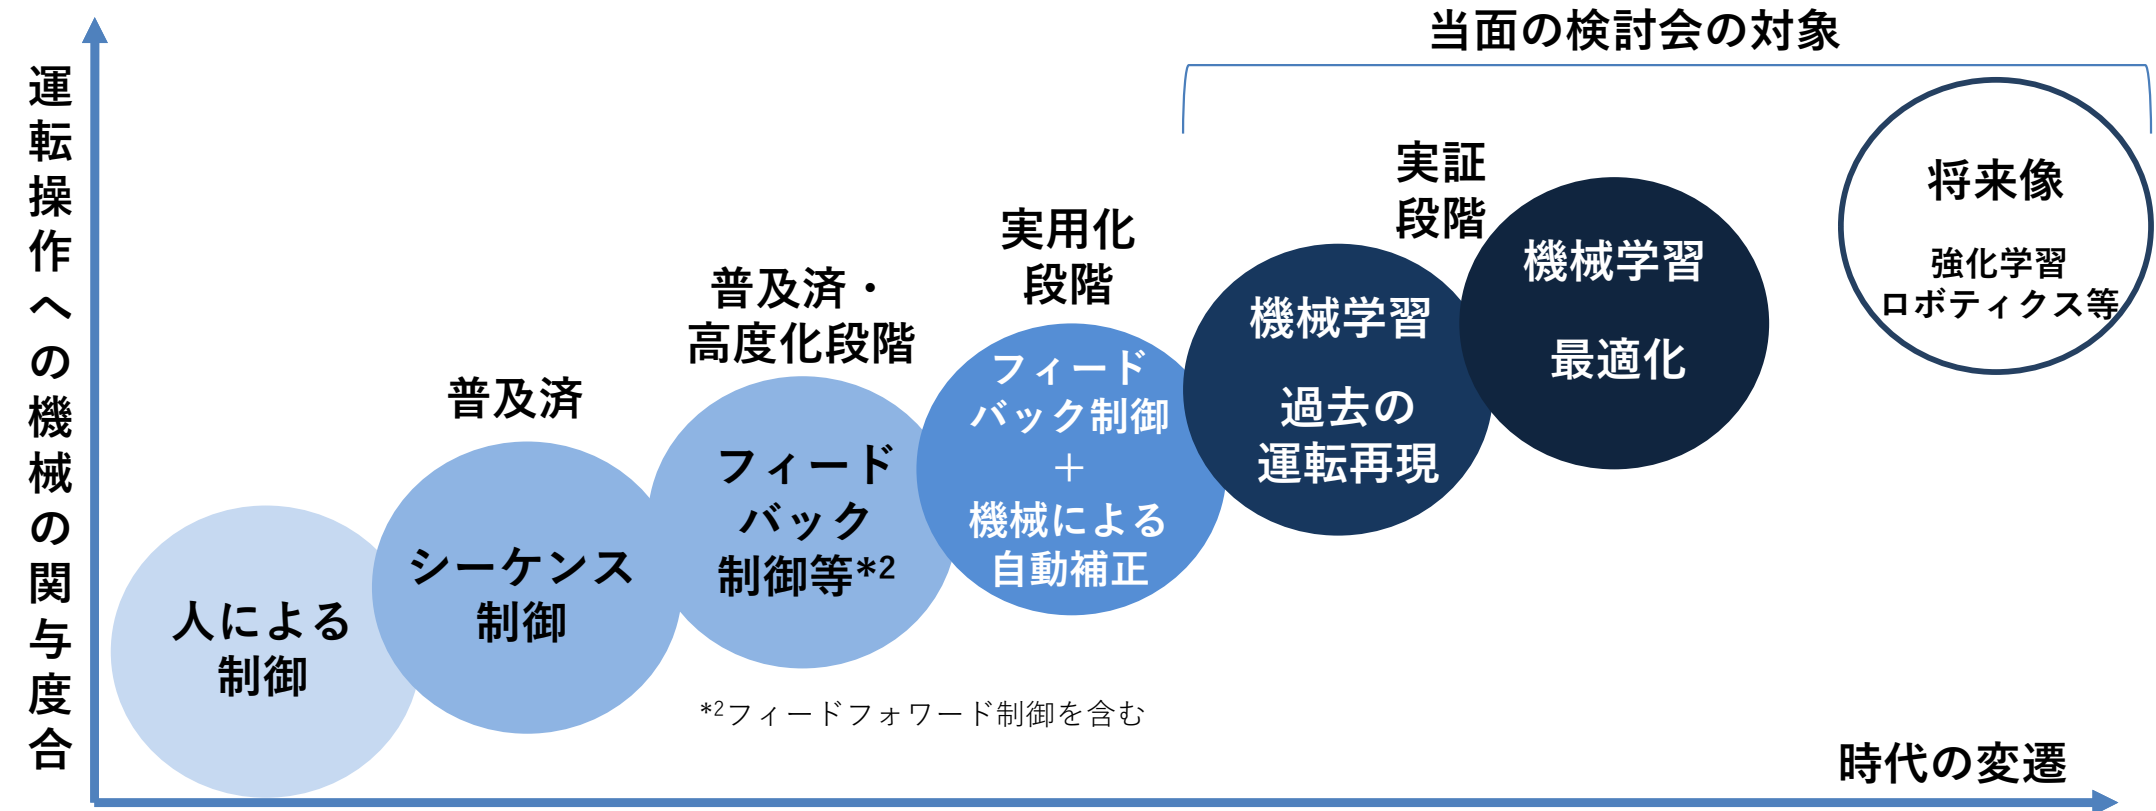 当面の検討会の対象
運転操作への機械の関与度合
人による
制御
普及済
シーケンス
制御
普及済・
高度化段階
フィード
バック
制御等*2
実用化
段階
フィード
バック制御
＋
機械による
自動補正
実証
段階
機械学習
過去の
運転再現
機械学習
最適化
将来像
強化学習
ロボティクス等
*2フィードフォワード制御を含む
時代の変遷